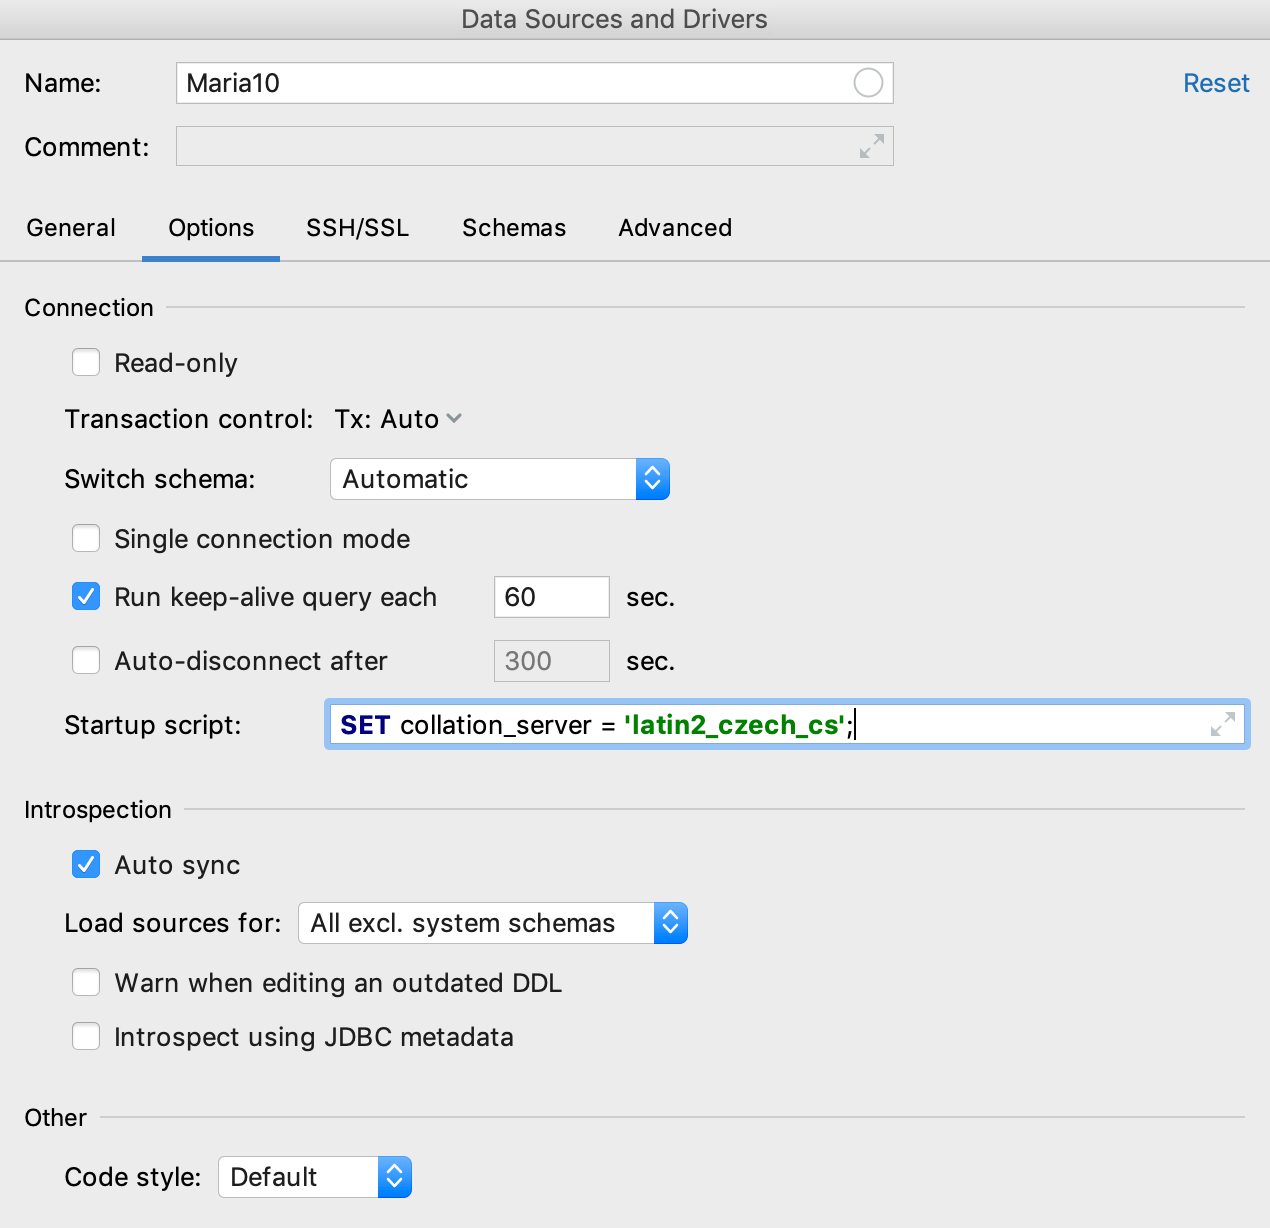 Data Sources and Drivers
Name: Maria10 Reset
Comment:
General Options SSH/SSL Schemas Advanced
Connection
Read-only
Transaction control: Tx: Auto
Switch schema: Automatic
Single connection mode
Run keep-alive query each 60 sec.
Auto-disconnect after 300 sec.
Startup script: SET collation_server = 'latin2_czech_cs';
Introspection
Auto sync
Load sources for: All excl. system schemas
Warn when editing an outdated DDL
Introspect using JDBC metadata
Other
Code style: Default